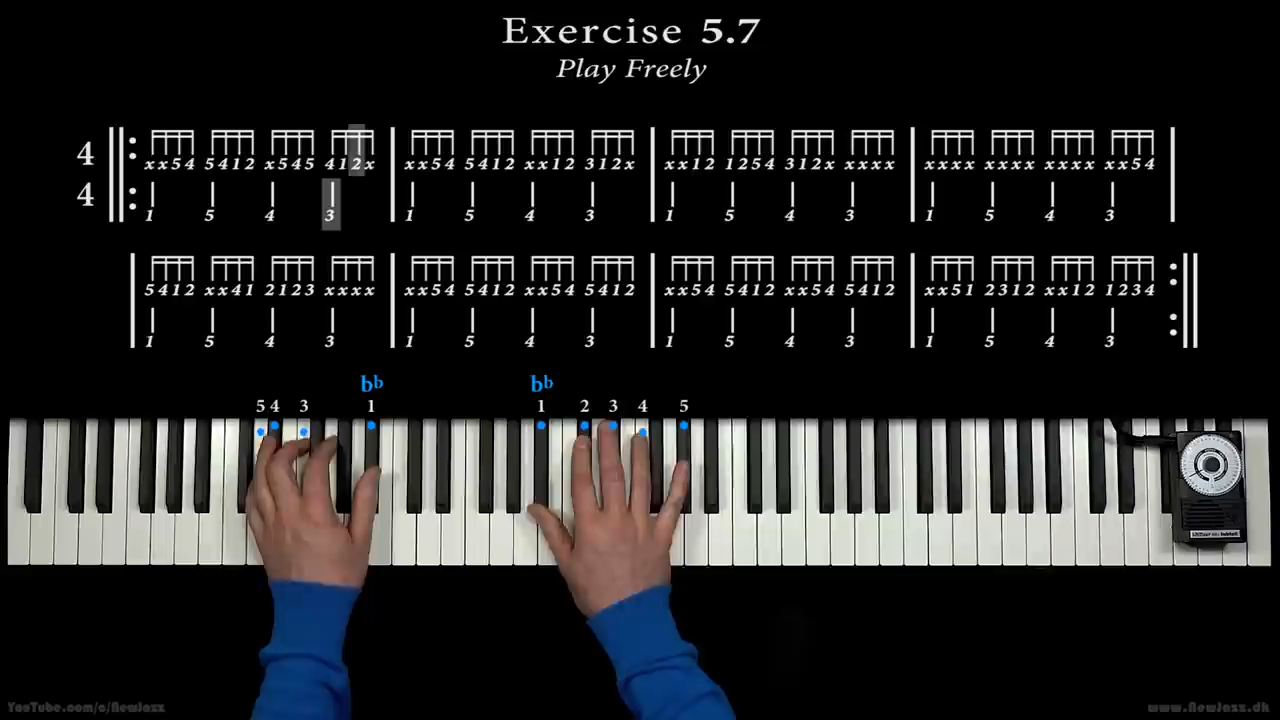 Exercise 5.7
Play Freely
4 xx54 5412 x545 412x xx54 5412 xx12 312x xx12 1254 312x xxxx xxxx xxxx xxxx xx54
4 1 5 4 3 1 5 4 3 1 5 4 3 1 5 4 3
5412 xx41 2123 xxxx xx54 5412 xx54 5412 xx54 5412 xx54 5412 xx51 2312 xx12 1234
1 5 4 3 1 5 4 3 1 5 4 3 1 5 4 3
bb bb
5 4 3 1 1 2 3 4 5
YouTube.com/c/NewJazz www.NewJazz.dk